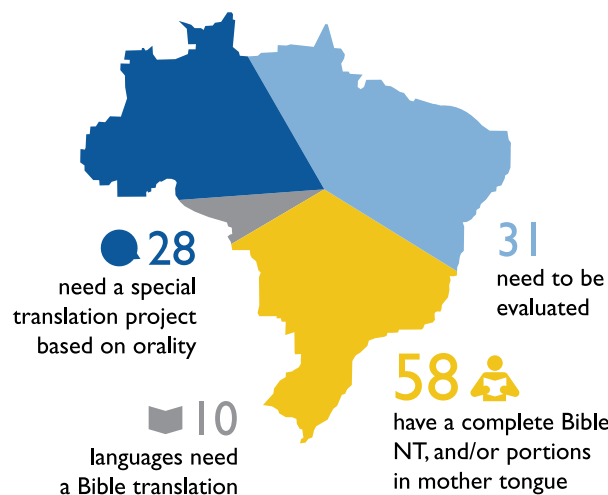 28
need a special
translation project
based on orality
31
need to be
evaluated
10
languages need
a Bible translation
58
have a complete Bible
NT, and/or portions
in mother tongue